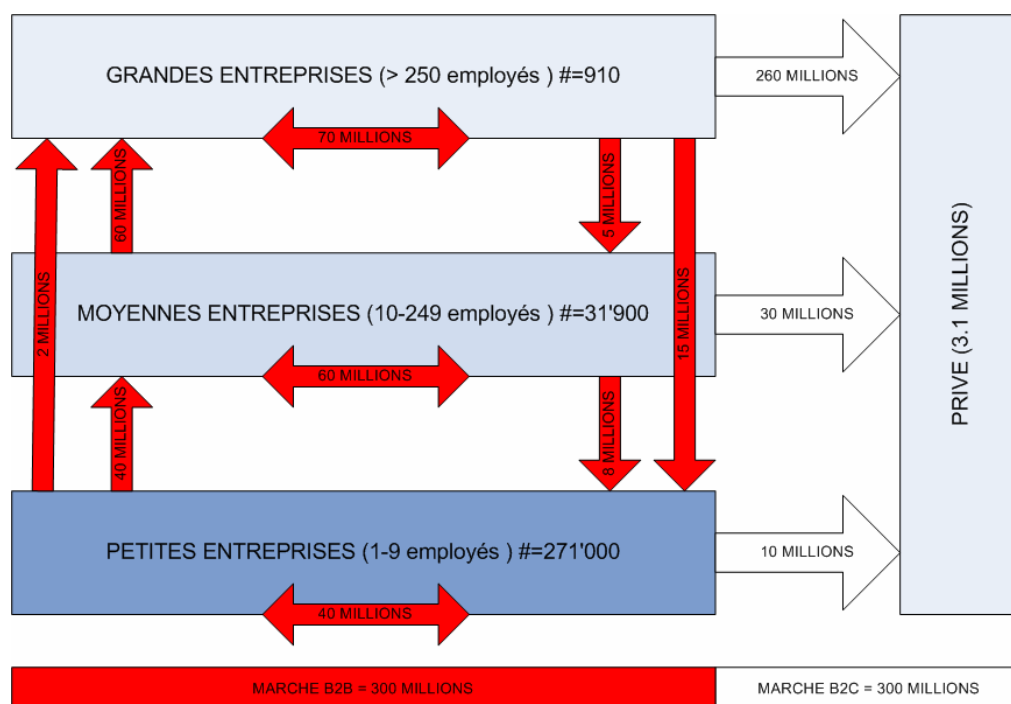 GRANDES ENTREPRISES (> 250 employés ) #=910
260 MILLIONS
70 MILLIONS
2 MILLIONS
60 MILLIONS
5 MILLIONS
15 MILLIONS
MOYENNES ENTREPRISES (10-249 employés ) #=31'900
30 MILLIONS
60 MILLIONS
40 MILLIONS
8 MILLIONS
PETITES ENTREPRISES (1-9 employés ) #=271'000
10 MILLIONS
40 MILLIONS
PRIVE (3.1 MILLIONS)
MARCHE B2B = 300 MILLIONS
MARCHE B2C = 300 MILLIONS